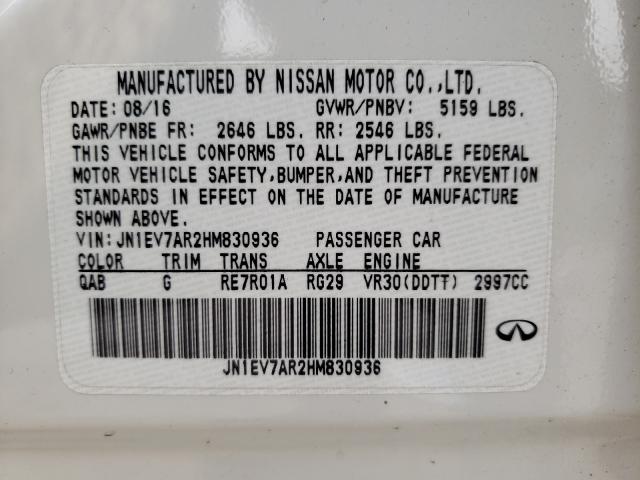 MANUFACTURED BY NISSAN MOTOR CO.,LTD.
DATE: 08/16 GVWR/PNBV: 5159 LBS.
GAWR/PNBE FR: 2646 LBS. RR: 2546 LBS.
THIS VEHICLE CONFORMS TO ALL APPLICABLE FEDERAL
MOTOR VEHICLE SAFETY,BUMPER,AND THEFT PREVENTION
STANDARDS IN EFFECT ON THE DATE OF MANUFACTURE
SHOWN ABOVE.
VIN:JN1EV7AR2HM830936 PASSENGER CAR
COLOR TRIM TRANS AXLE ENGINE
QAB G RE7R01A RG29 VR30(DDTT) 2997CC
JN1EV7AR2HM830936